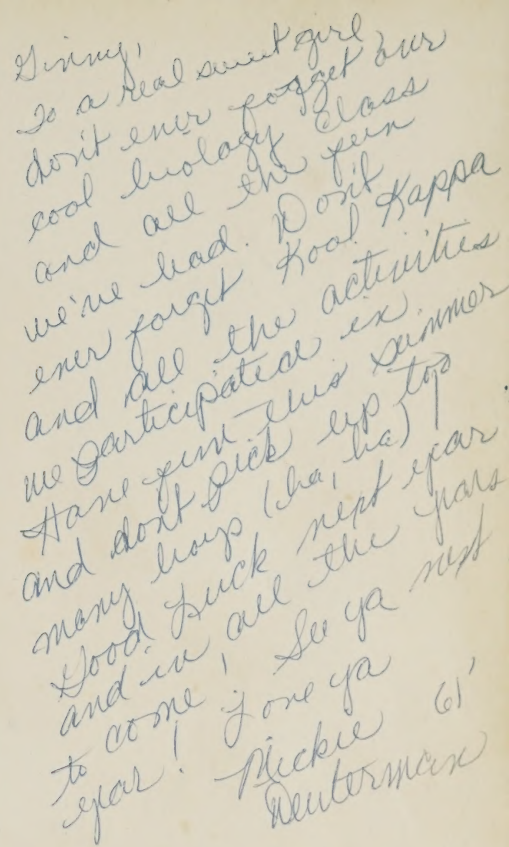 Ginny,
To a real sweet girl
don't ever forget our
cool biology class
and all the fun
we've had. Don't
ever forget Kool Kappa
and all the activities
we participated in.
Have fun this summer
and don't pick up too
many boys (ha, ha)!
Good Luck next year
and in all the years
to come! See ya next
year! Love ya
Mickie 61'
Deuterman